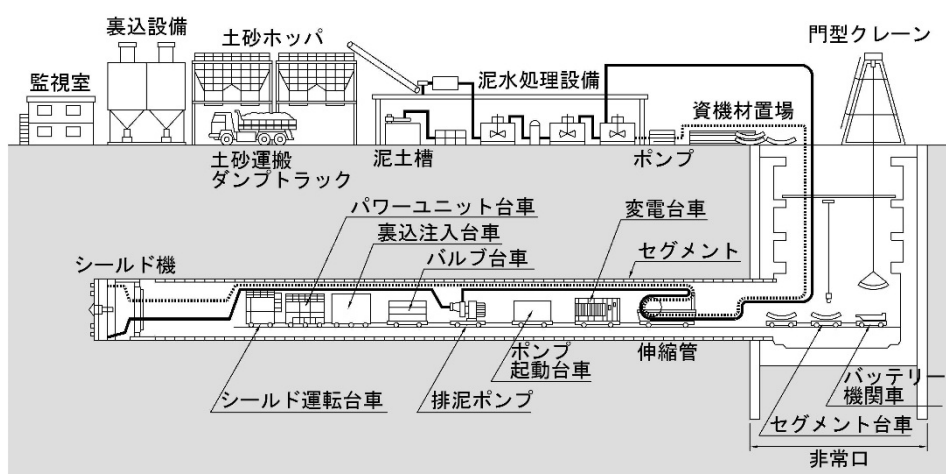 裏込設備
土砂ホッパ
門型クレーン
監視室
泥水処理設備
資機材置場
土砂運搬
ダンプトラック
泥土槽
ポンプ
パワーユニット台車
変電台車
裏込注入台車
セグメント
シールド機
バルブ台車
ポンプ
起動台車
伸縮管
シールド運転台車
排泥ポンプ
バッテリー
機関車
セグメント台車
非常口